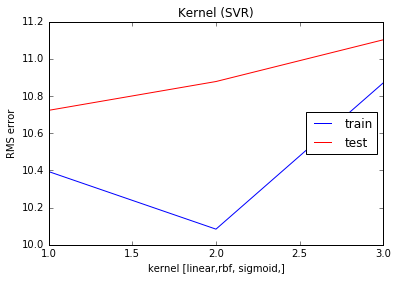 Kernel (SVR)
RMS error
11.2
11.0
10.8
10.6
10.4
10.2
10.0
train
test
1.0 1.5 2.0 2.5 3.0
kernel [linear,rbf, sigmoid,]